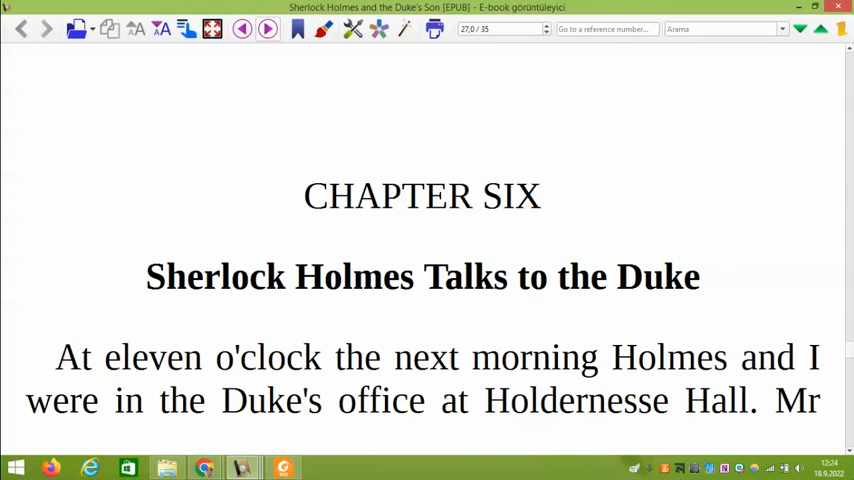 Sherlock Holmes and the Duke's Son [EPUB] - E-book görüntüleyici
27,0 / 35
Go to a reference number...
Arama
CHAPTER SIX
Sherlock Holmes Talks to the Duke
At eleven o'clock the next morning Holmes and I
were in the Duke's office at Holdernesse Hall. Mr
12:24
18.9.2022